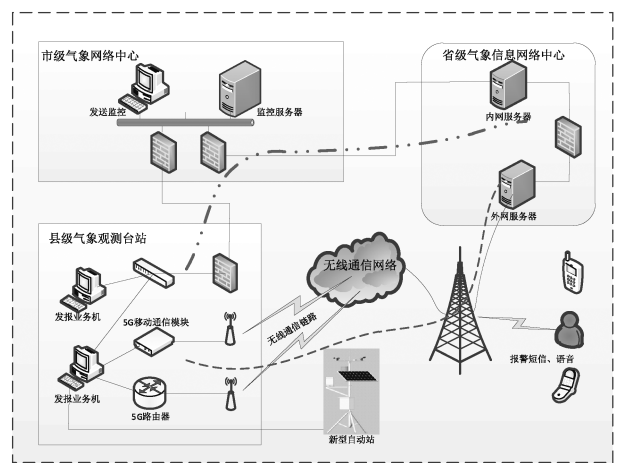 市级气象网络中心
发送监控
监控服务器
省级气象信息网络中心
内网服务器
外网服务器
县级气象观测台站
发报业务机
5G移动通信模块
发报业务机
5G路由器
无线通信网络
无线通信链路
新型自动站
报警短信、语音